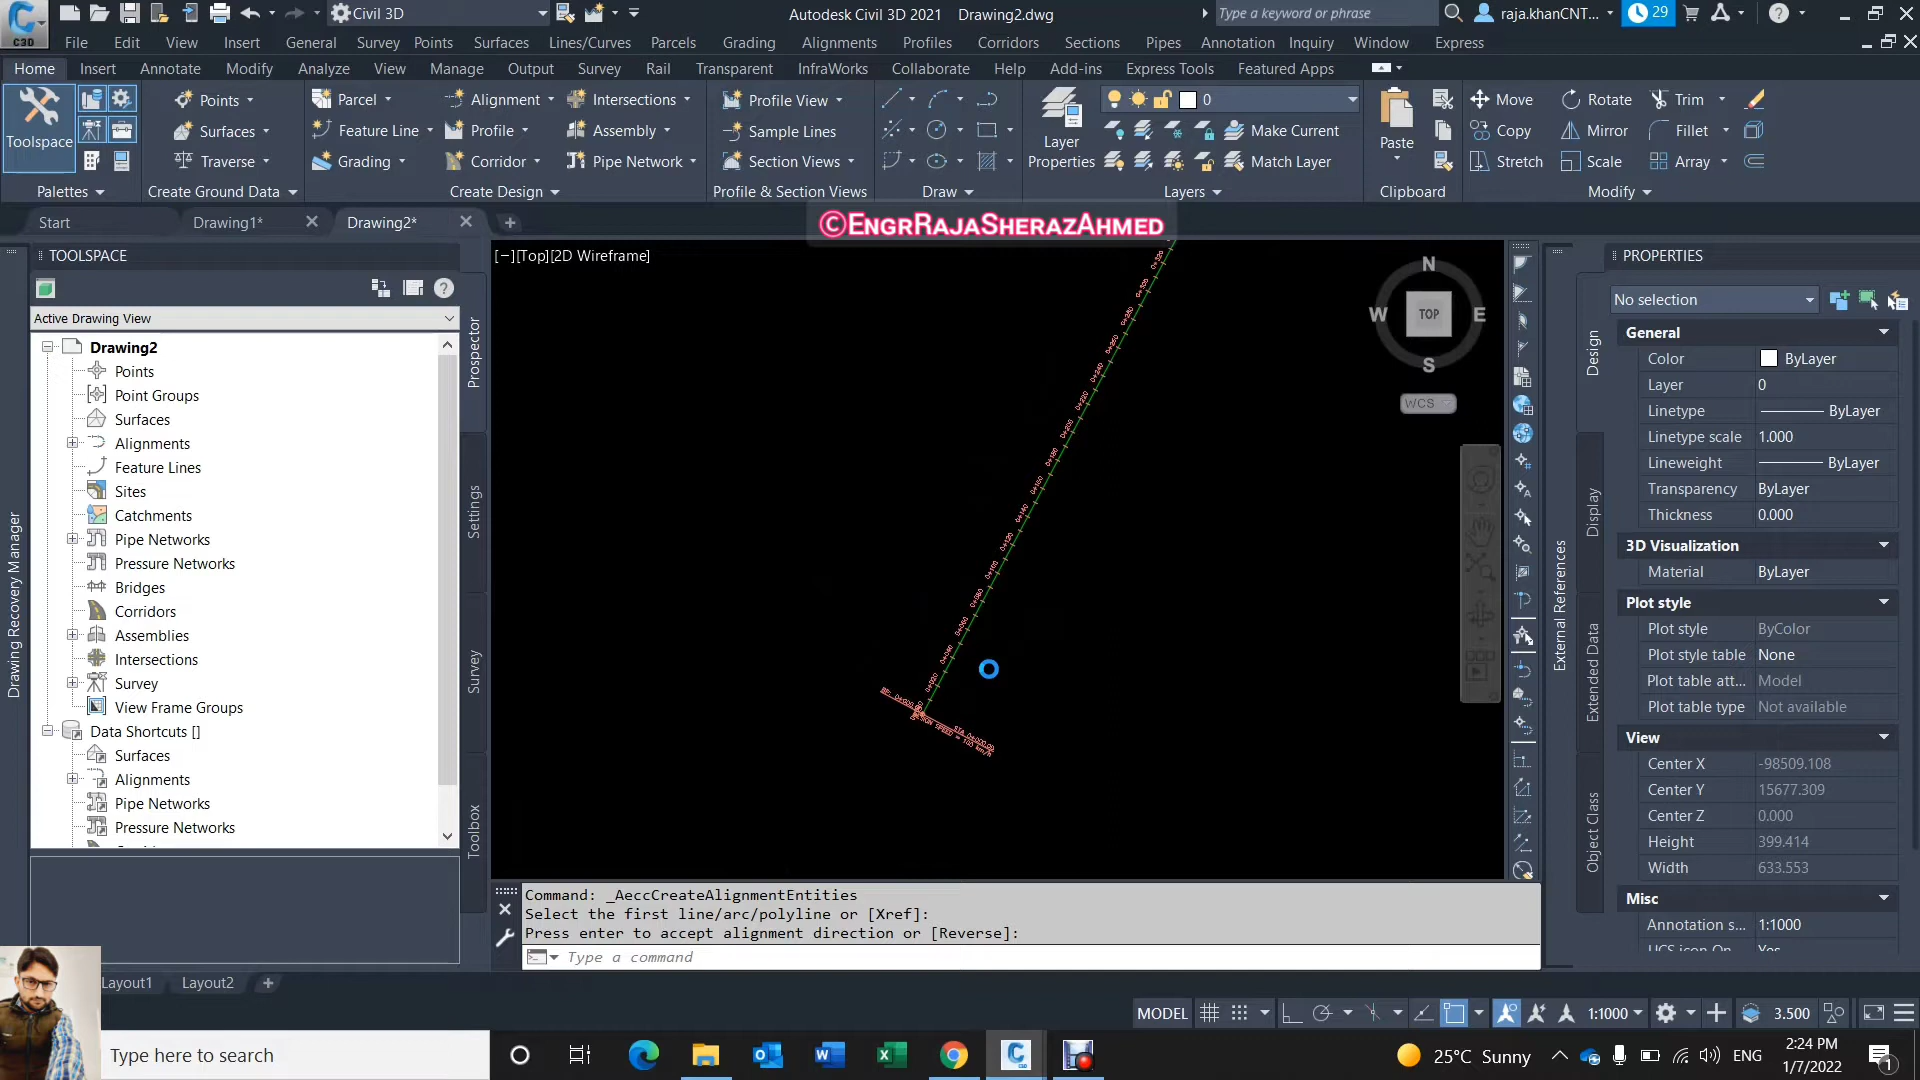 Civil 3D
Autodesk Civil 3D 2021 Drawing2.dwg
Type a keyword or phrase
raja.khanCNT...
29
C3D
File Edit View Insert General Survey Points Surfaces Lines/Curves Parcels Grading Alignments Profiles Corridors Sections Pipes Annotation Inquiry Window Express
Home Insert Annotate Modify Analyze View Manage Output Survey Rail Transparent InfraWorks Collaborate Help Add-ins Express Tools Featured Apps
Points Parcel Alignment Intersections Profile View 0 Move Rotate Trim
Toolspace Surfaces Feature Line Profile Assembly Sample Lines Layer Properties Make Current Paste Copy Mirror Fillet
Traverse Grading Corridor Pipe Network Section Views Match Layer Stretch Scale Array
Palettes Create Ground Data Create Design Profile & Section Views Draw Layers Clipboard Modify
Start Drawing1* Drawing2*
©EngrRajaSherazAhmed
TOOLSPACE
Active Drawing View
Drawing2
Points
Point Groups
Surfaces
Alignments
Feature Lines
Sites
Catchments
Pipe Networks
Pressure Networks
Bridges
Corridors
Assemblies
Intersections
Survey
View Frame Groups
Data Shortcuts []
Surfaces
Alignments
Pipe Networks
Pressure Networks
Prospector
Settings
Survey
Toolbox
Drawing Recovery Manager
[−][Top][2D Wireframe]
N
W TOP E
S
WCS
Command: _AeccCreateAlignmentEntities
Select the first line/arc/polyline or [Xref]:
Press enter to accept alignment direction or [Reverse]:
Type a command
External References
Design
Display
Extended Data
Object Class
PROPERTIES
No selection
General
Color ByLayer
Layer 0
Linetype ByLayer
Linetype scale 1.000
Lineweight ByLayer
Transparency ByLayer
Thickness 0.000
3D Visualization
Material ByLayer
Plot style
Plot style ByColor
Plot style table None
Plot table att... Model
Plot table type Not available
View
Center X -98509.108
Center Y 15677.309
Center Z 0.000
Height 399.414
Width 633.553
Misc
Annotation s... 1:1000
Layout1 Layout2
MODEL 1:1000 3.500
Type here to search
25°C Sunny
ENG
2:24 PM
1/7/2022
1